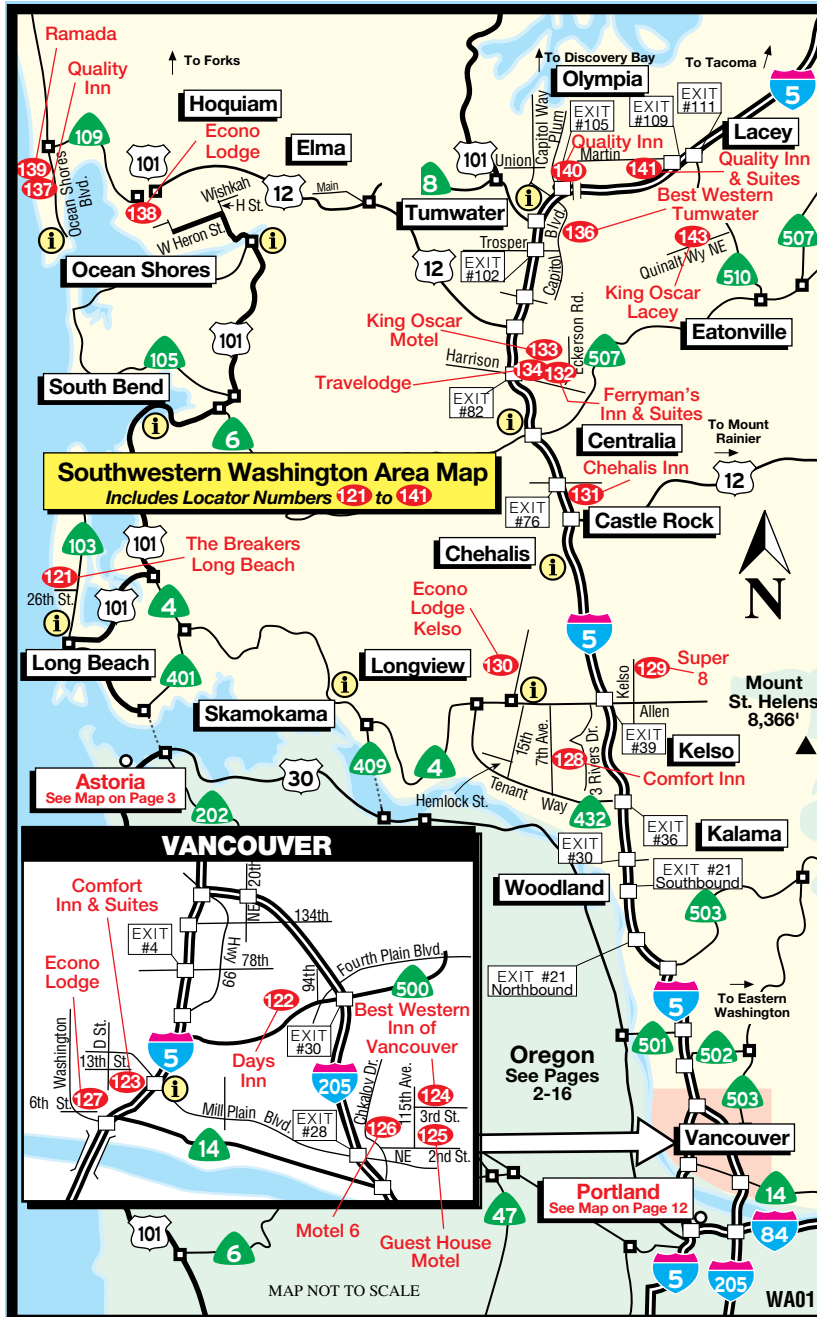 Ramada
Quality
Inn
To Forks
Hoquiam
Econo
Lodge
Elma
109
101
139
137
138
Ocean Shores
Blvd.
Wishkah
H St.
W Heron St.
12
Main
Ocean Shores
To Discovery Bay
Olympia
To Tacoma
5
EXIT
#105
EXIT
#109
EXIT
#111
Lacey
Capitol Way
Plum
Union
101
8
Quality Inn
Martin
140
141
Quality Inn
& Suites
Tumwater
Best Western
Tumwater
136
Trosper
EXIT
#102
Capitol
Blvd.
12
143
Quinalt Wy NE
507
510
King Oscar
Lacey
Eatonville
King Oscar
Motel
133
Eckerson Rd.
507
Harrison
Travelodge
134
132
EXIT
#82
Ferryman's
Inn & Suites
101
105
South Bend
6
Centralia
To Mount
Rainier
12
Southwestern Washington Area Map
Includes Locator Numbers 121 to 141
Chehalis Inn
131
EXIT
#76
Castle Rock
Chehalis
N
103
101
121
The Breakers
Long Beach
26th St.
101
4
Long Beach
401
Econo
Lodge
Kelso
130
5
Longview
Skamokama
Kelso
129
Super
8
Allen
Mount
St. Helens
8,366'
EXIT
#39
Kelso
15th
7th Ave.
3 Rivers Dr.
128
Comfort Inn
409
4
Hemlock St.
Tenant Way
432
EXIT
#36
Kalama
EXIT
#30
Astoria
See Map on Page 3
30
202
EXIT #21
Southbound
Woodland
503
EXIT #21
Northbound
VANCOUVER
Comfort
Inn & Suites
EXIT
#4
NE 20th
134th
Hwy 99
78th
94th
Fourth Plain Blvd.
500
Econo
Lodge
122
Days
Inn
EXIT
#30
Best Western
Inn of
Vancouver
Washington
D St.
13th St.
123
5
127
6th St.
Mill Plain Blvd.
205
Chkalov Dr.
115th Ave.
124
3rd St.
125
126
EXIT
#28
NE 2nd St.
14
Motel 6
Guest House
Motel
5
To Eastern
Washington
501
502
503
Oregon
See Pages
2-16
Vancouver
14
Portland
See Map on Page 12
84
47
5
205
101
6
MAP NOT TO SCALE
WA01